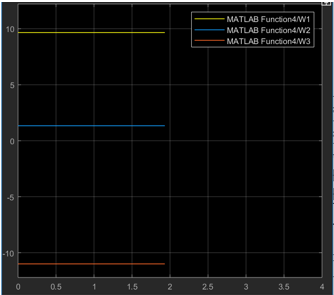 MATLAB Function4/W1
MATLAB Function4/W2
MATLAB Function4/W3
10
5
0
-5
-10
0 0.5 1 1.5 2 2.5 3 3.5 4